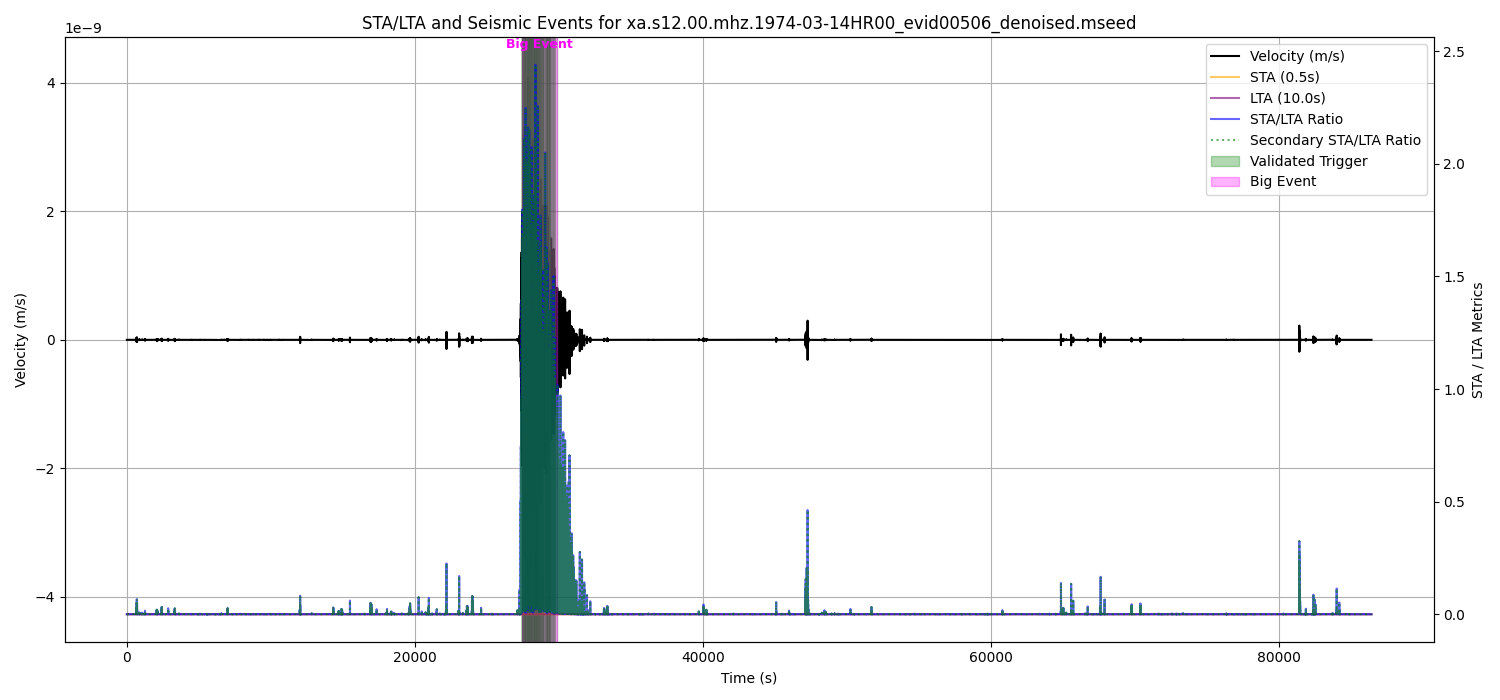 STA/LTA and Seismic Events for xa.s12.00.mhz.1974-03-14HR00_evid00506_denoised.mseed
1e−9
Big Event
Velocity (m/s)
STA (0.5s)
LTA (10.0s)
STA/LTA Ratio
Secondary STA/LTA Ratio
Validated Trigger
Big Event
4
2
0
−2
−4
Velocity (m/s)
2.5
2.0
1.5
1.0
0.5
0.0
STA / LTA Metrics
0 20000 40000 60000 80000
Time (s)